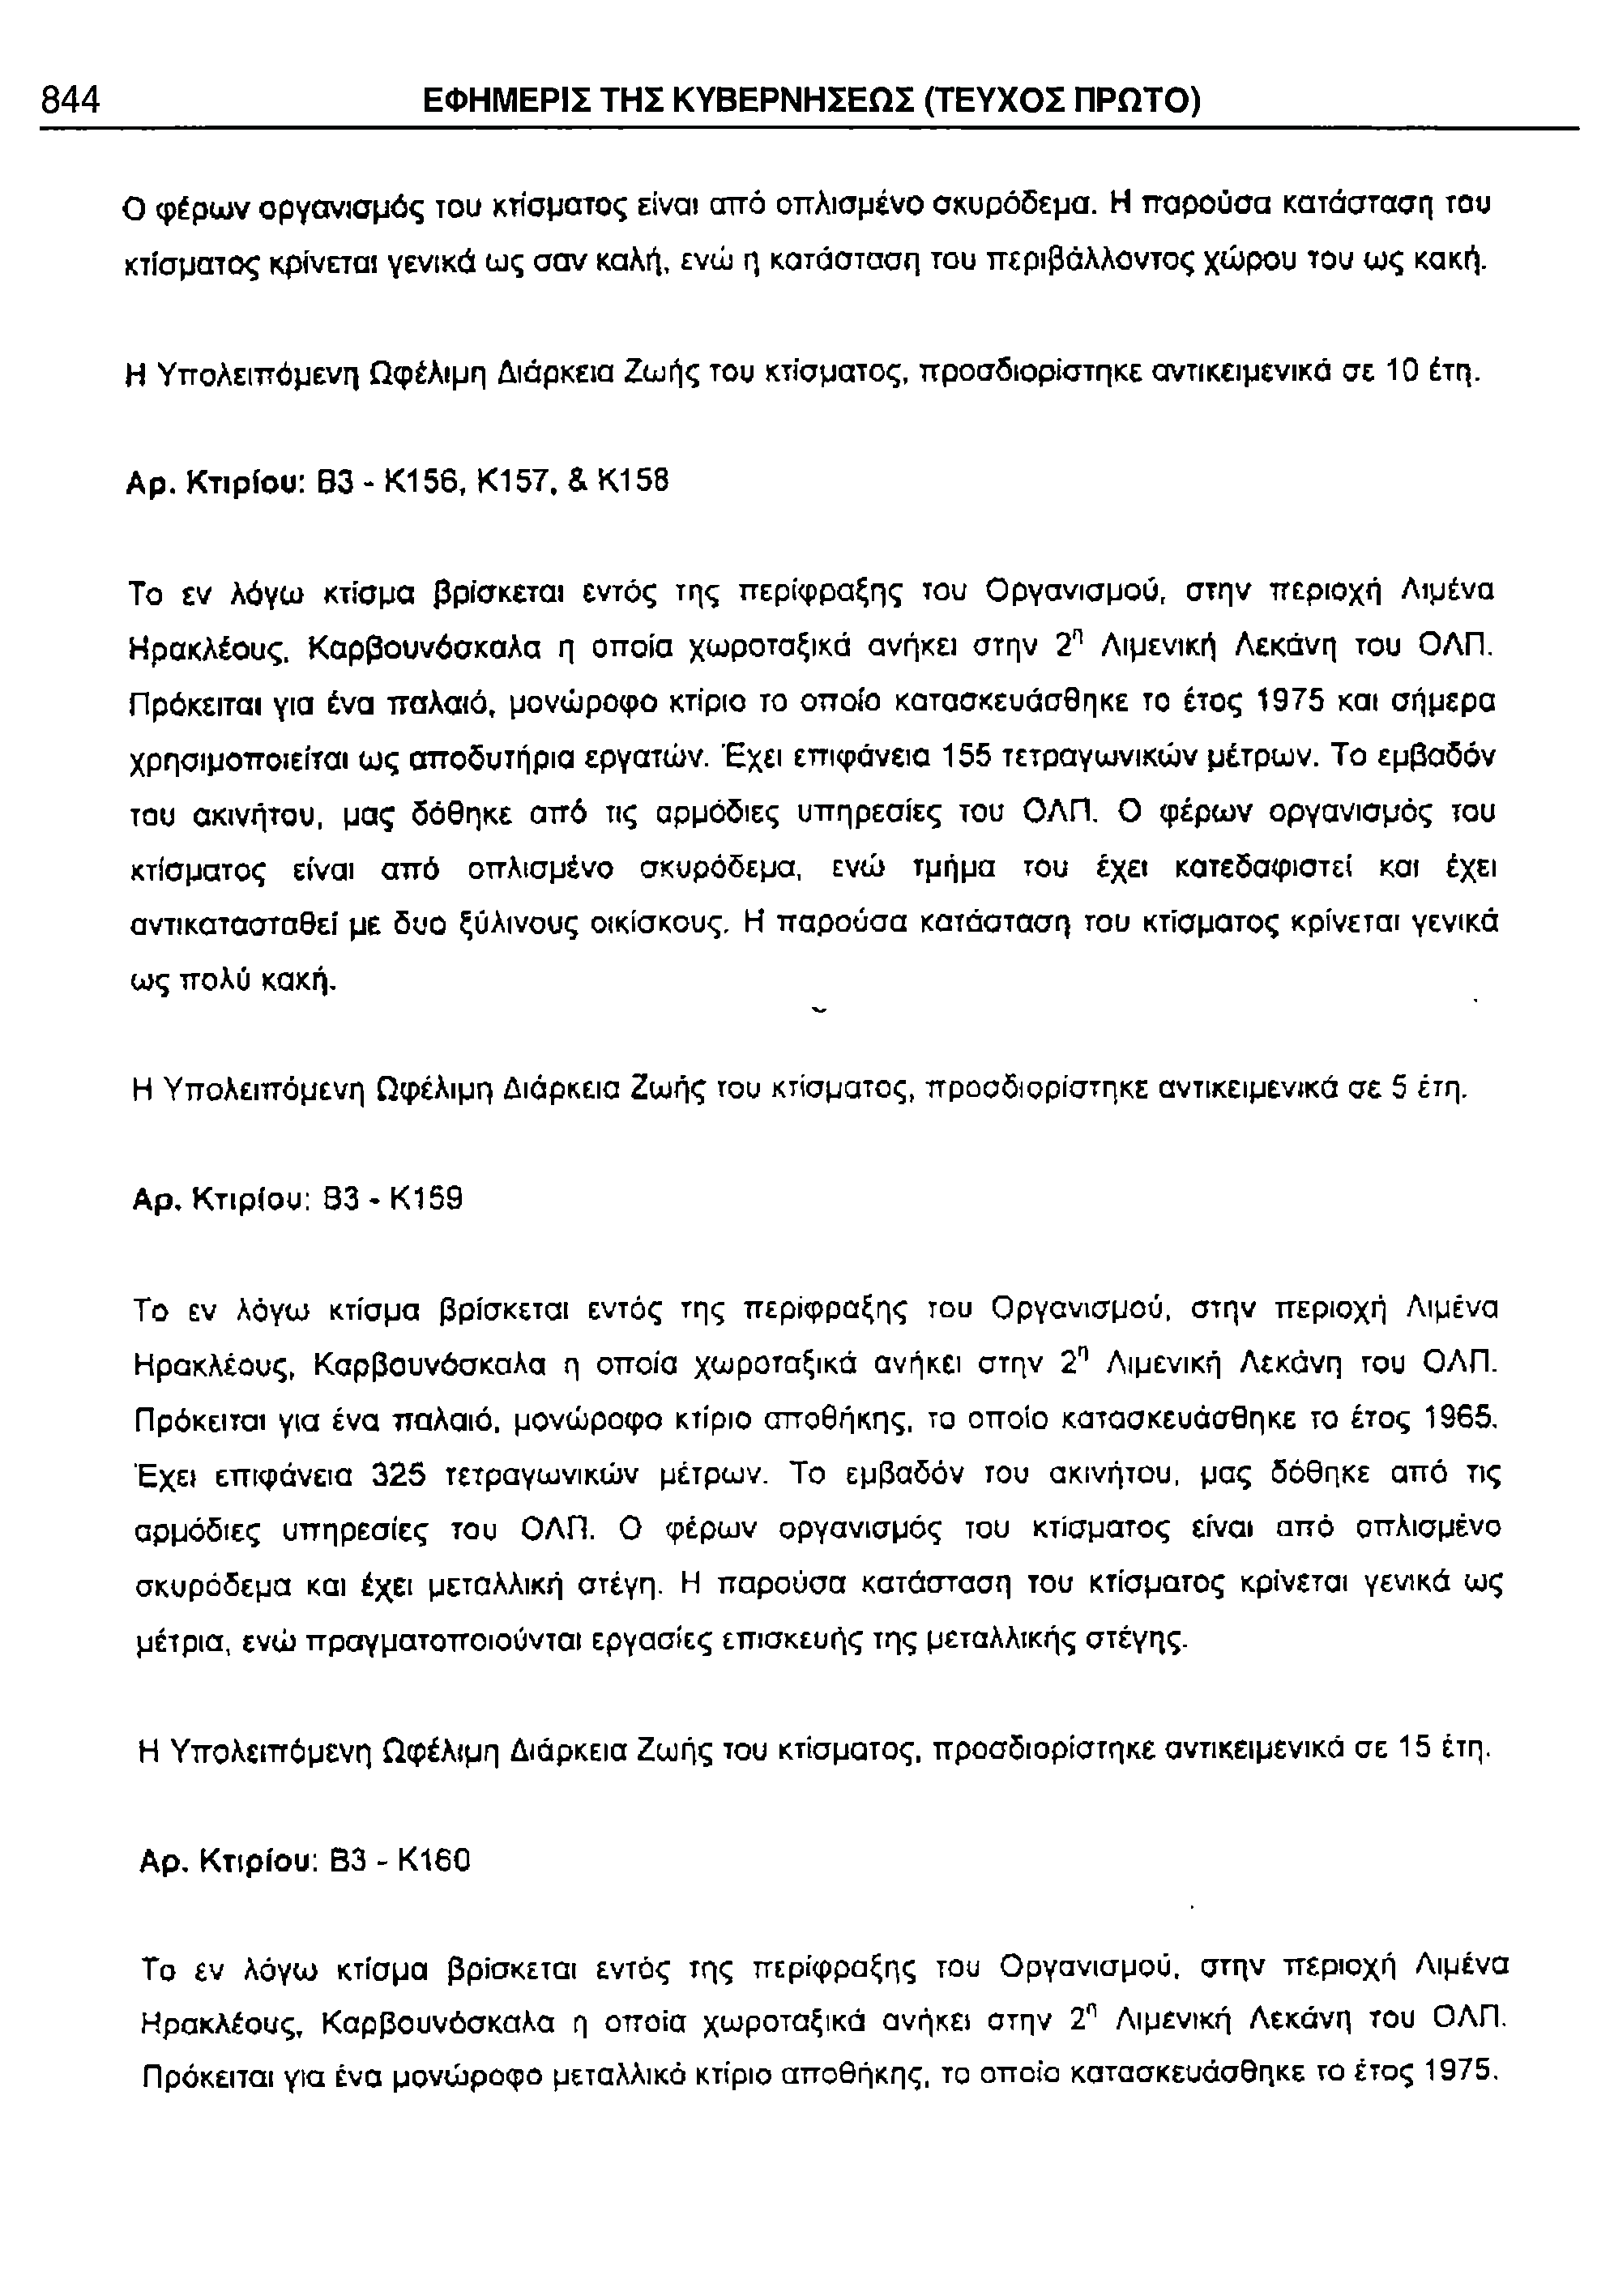 844 ΕΦΗΜΕΡΙΣ ΤΗΣ ΚΥΒΕΡΝΗΣΕΩΣ (ΤΕΥΧΟΣ ΠΡΩΤΟ)
Ο φέρων οργανισμός του κτίσματος είναι από οπλισμένο σκυρόδεμα. Η παρούσα κατάσταση του
κτίσματος κρίνεται γενικά ως σαν καλή, ενώ η κατάσταση του περιβάλλοντος χώρου του ως κακή.
Η Υπολειπόμενη Ωφέλιμη Διάρκεια Ζωής του κτίσματος, προσδιορίστηκε αντικειμενικά σε 10 έτη.
Αρ. Κτιρίου: Β3 - Κ156, Κ157, & Κ158
Το εν λόγω κτίσμα βρίσκεται εντός της περίφραξης του Οργανισμού, στην περιοχή Λιμένα
Ηρακλέους, Καρβουνόσκαλα η οποία χωροταξικά ανήκει στην 2η Λιμενική Λεκάνη του ΟΛΠ.
Πρόκειται για ένα παλαιό, μονώροφο κτίριο το οποίο κατασκευάσθηκε το έτος 1975 και σήμερα
χρησιμοποιείται ως αποδυτήρια εργατών. Έχει επιφάνεια 155 τετραγωνικών μέτρων. Το εμβαδόν
του ακινήτου, μας δόθηκε από τις αρμόδιες υπηρεσίες του ΟΛΠ. Ο φέρων οργανισμός του
κτίσματος είναι από οπλισμένο σκυρόδεμα, ενώ τμήμα του έχει κατεδαφιστεί και έχει
αντικατασταθεί με δυο ξύλινους οικίσκους. Η παρούσα κατάσταση του κτίσματος κρίνεται γενικά
ως πολύ κακή.
Η Υπολειπόμενη Ωφέλιμη Διάρκεια Ζωής του κτίσματος, προσδιορίστηκε αντικειμενικά σε 5 έτη.
Αρ. Κτιρίου: Β3 - Κ159
Το εν λόγω κτίσμα βρίσκεται εντός της περίφραξης του Οργανισμού, στην περιοχή Λιμένα
Ηρακλέους, Καρβουνόσκαλα η οποία χωροταξικά ανήκει στην 2η Λιμενική Λεκάνη του ΟΛΠ.
Πρόκειται για ένα παλαιό, μονώροφο κτίριο αποθήκης, το οποίο κατασκευάσθηκε το έτος 1965.
Έχει επιφάνεια 325 τετραγωνικών μέτρων. Το εμβαδόν του ακινήτου, μας δόθηκε από τις
αρμόδιες υπηρεσίες του ΟΛΠ. Ο φέρων οργανισμός του κτίσματος είναι από οπλισμένο
σκυρόδεμα και έχει μεταλλική στέγη. Η παρούσα κατάσταση του κτίσματος κρίνεται γενικά ως
μέτρια, ενώ πραγματοποιούνται εργασίες επισκευής της μεταλλικής στέγης.
Η Υπολειπόμενη Ωφέλιμη Διάρκεια Ζωής του κτίσματος, προσδιορίστηκε αντικειμενικά σε 15 έτη.
Αρ. Κτιρίου: Β3 - Κ160
Το εν λόγω κτίσμα βρίσκεται εντός της περίφραξης του Οργανισμού, στην περιοχή Λιμένα
Ηρακλέους, Καρβουνόσκαλα η οποία χωροταξικά ανήκει στην 2η Λιμενική Λεκάνη του ΟΛΠ.
Πρόκειται για ένα μονώροφο μεταλλικό κτίριο αποθήκης, το οποίο κατασκευάσθηκε το έτος 1975.